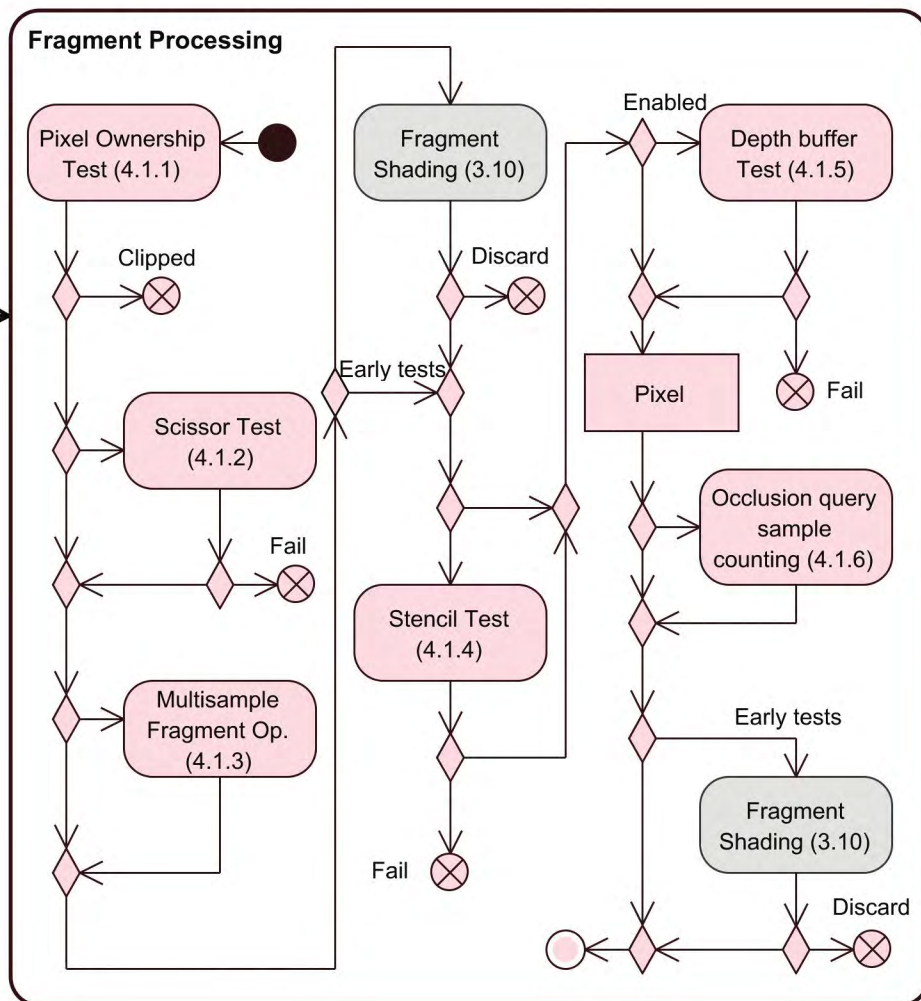 Fragment Processing
Pixel Ownership
Test (4.1.1)
Clipped
Scissor Test
(4.1.2)
Fail
Multisample
Fragment Op.
(4.1.3)
Fragment
Shading (3.10)
Discard
Early tests
Stencil Test
(4.1.4)
Fail
Enabled
Depth buffer
Test (4.1.5)
Fail
Pixel
Occlusion query
sample
counting (4.1.6)
Early tests
Fragment
Shading (3.10)
Discard